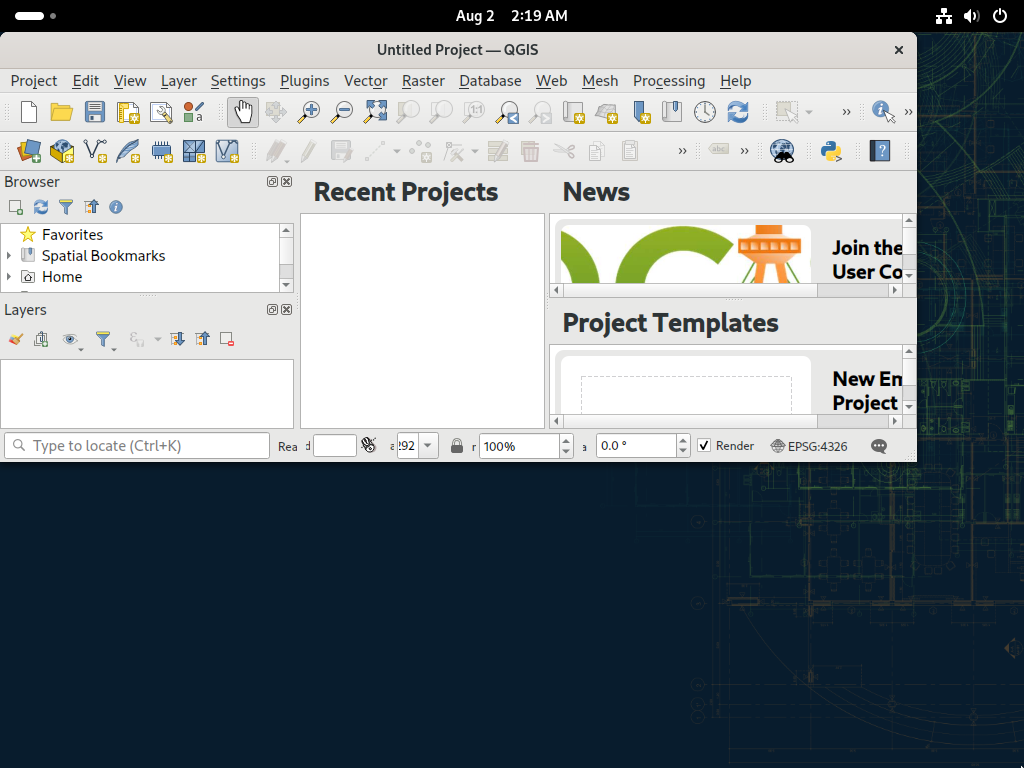 Aug 2 2:19 AM
Untitled Project — QGIS
Project Edit View Layer Settings Plugins Vector Raster Database Web Mesh Processing Help
Browser
Favorites
Spatial Bookmarks
Home
Layers
Recent Projects
News
Join the
User Co
Project Templates
New Em
Project
Type to locate (Ctrl+K)
Rea
292
100%
0.0 °
Render
EPSG:4326